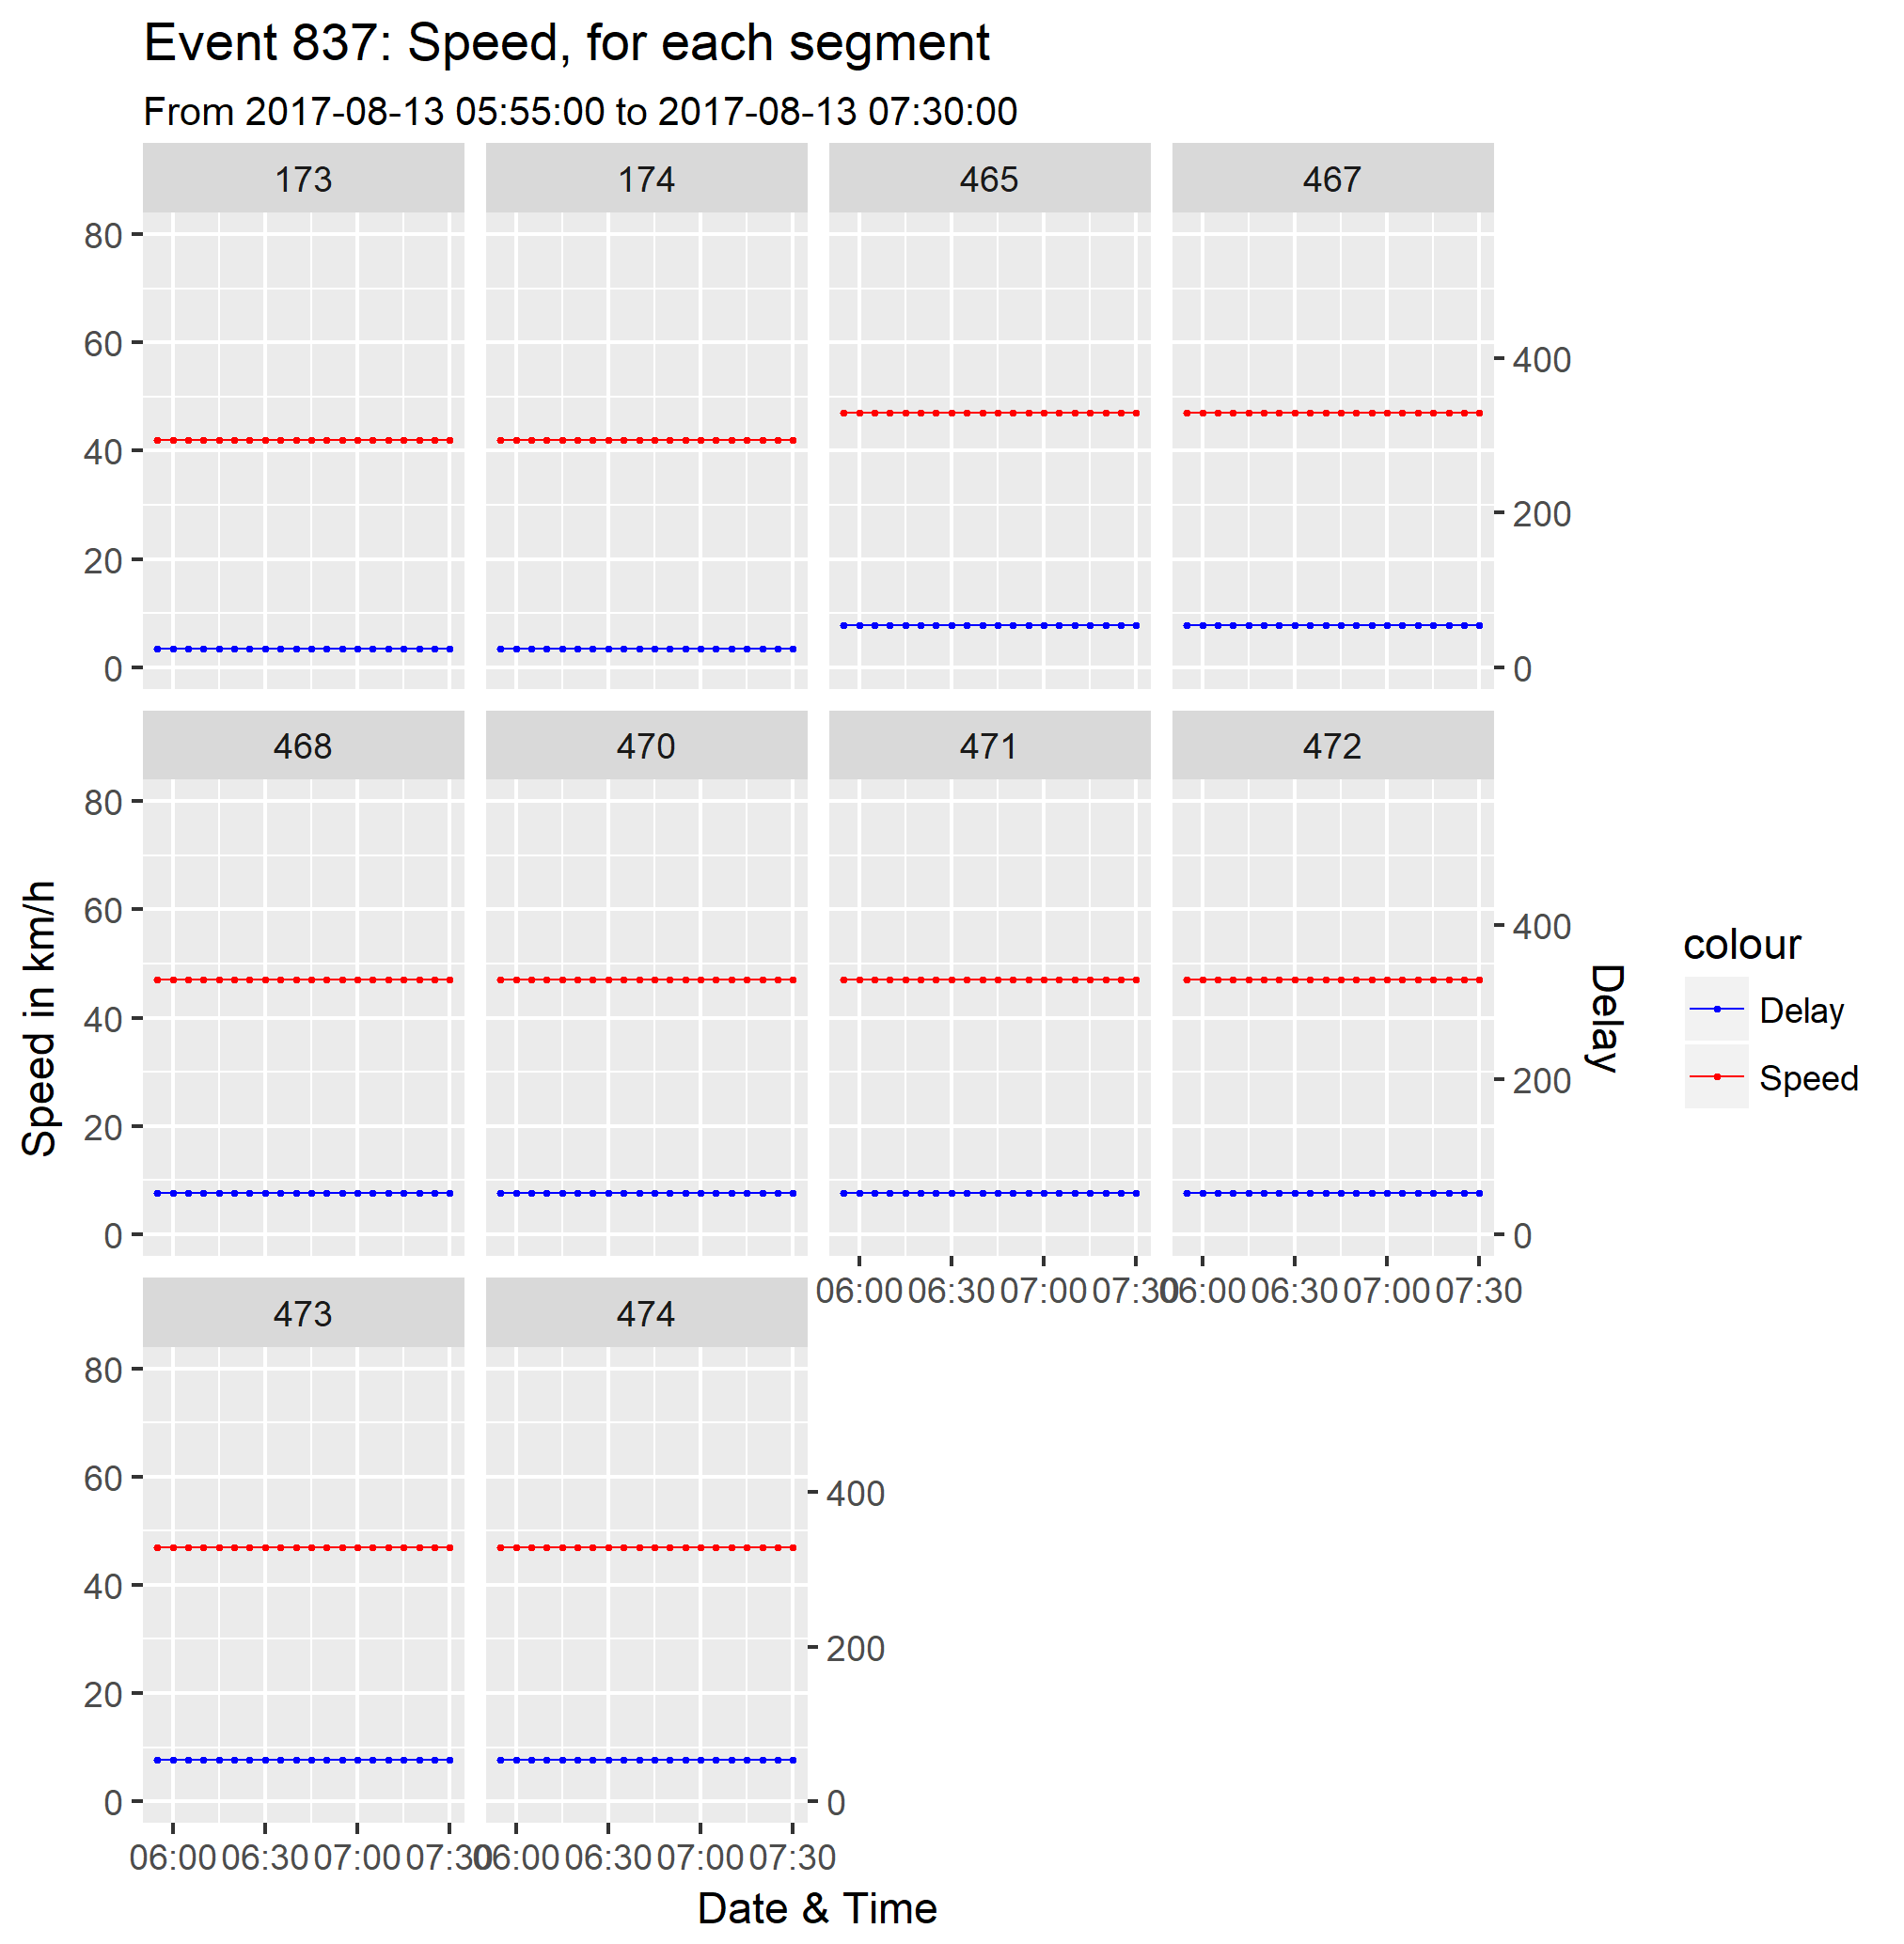 Event 837: Speed, for each segment
From 2017-08-13 05:55:00 to 2017-08-13 07:30:00
173 174 465 467
80
60
40
20
0
400
200
0
468 470 471 472
80
60
40
20
0
400
200
0
06:00 06:30 07:00 07:30 06:00 06:30 07:00 07:30
473 474
80
60
40
20
0
400
200
0
06:00 06:30 07:00 07:30 06:00 06:30 07:00 07:30
Date & Time
Speed in km/h
Delay
colour
Delay
Speed